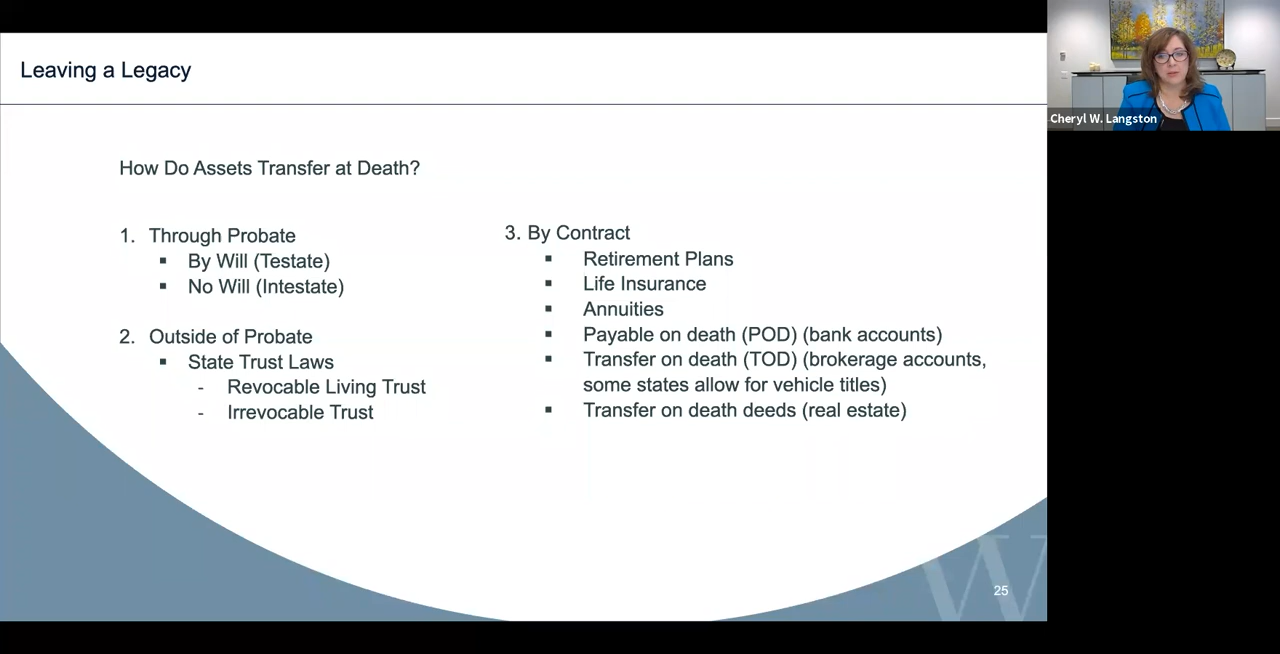 Leaving a Legacy
Cheryl W. Langston
How Do Assets Transfer at Death?
1. Through Probate
▪ By Will (Testate)
▪ No Will (Intestate)
2. Outside of Probate
▪ State Trust Laws
- Revocable Living Trust
- Irrevocable Trust
3. By Contract
▪ Retirement Plans
▪ Life Insurance
▪ Annuities
▪ Payable on death (POD) (bank accounts)
▪ Transfer on death (TOD) (brokerage accounts,
some states allow for vehicle titles)
▪ Transfer on death deeds (real estate)
W
25